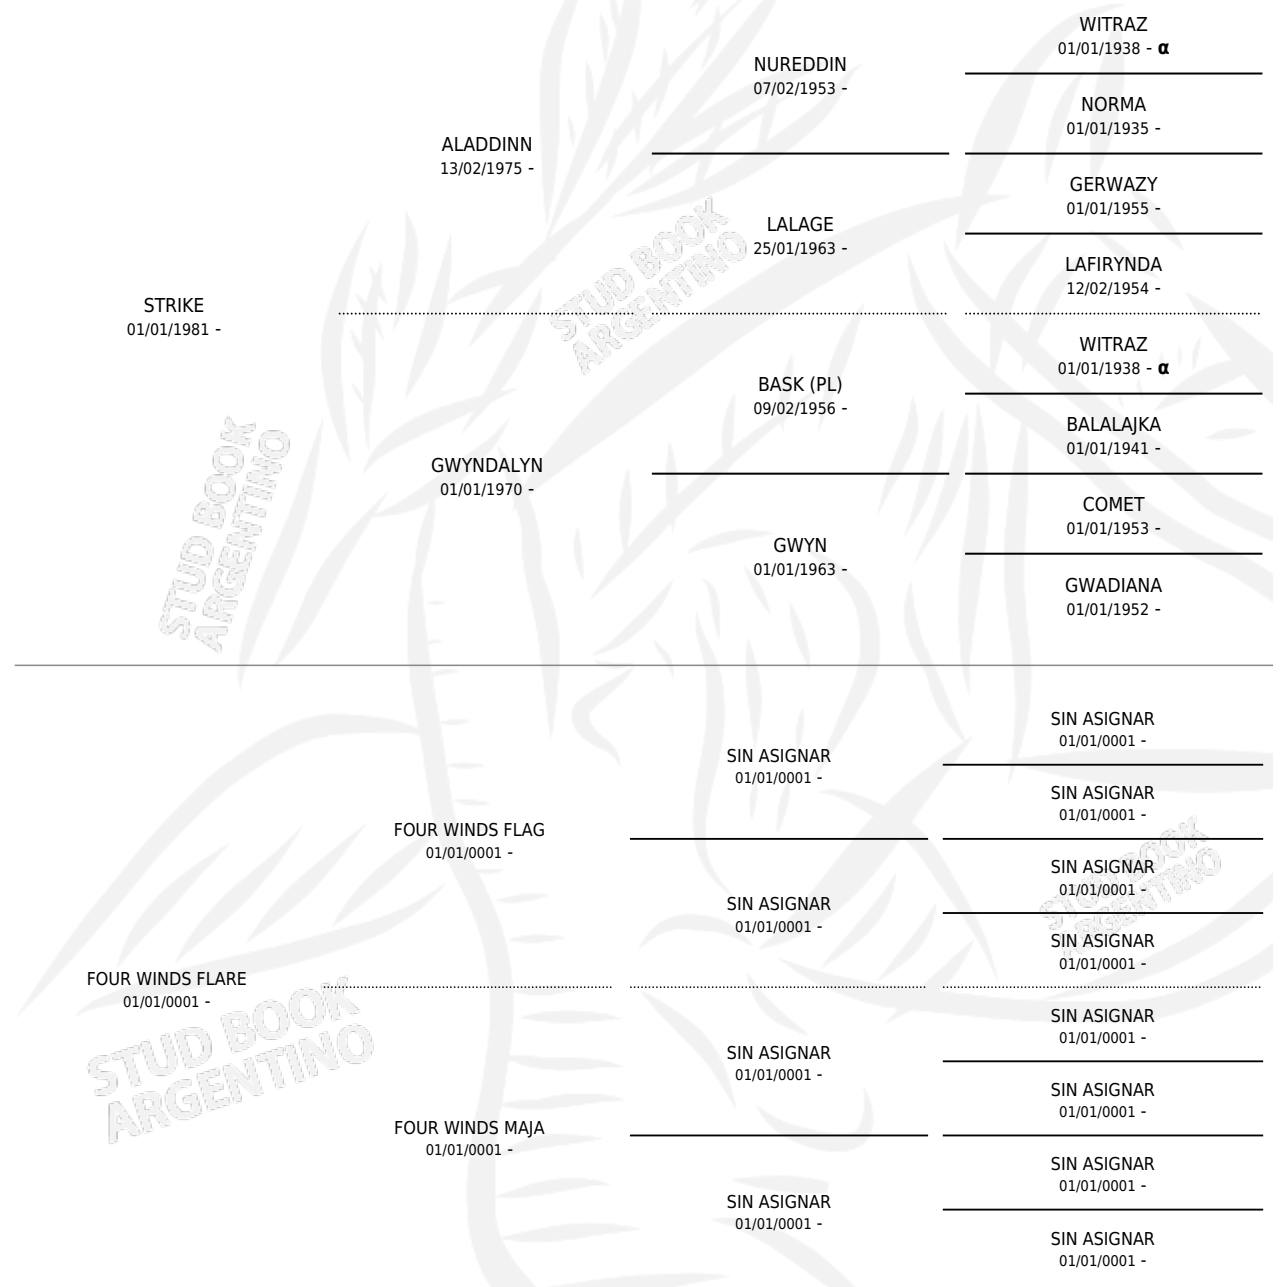 WITRAZ
01/01/1938 - α
NUREDDIN
07/02/1953 -
NORMA
01/01/1935 -
ALADDINN
13/02/1975 -
GERWAZY
01/01/1955 -
LALAGE
25/01/1963 -
LAFIRYNDA
12/02/1954 -
STRIKE
01/01/1981 -
WITRAZ
01/01/1938 - α
BASK (PL)
09/02/1956 -
BALALAJKA
01/01/1941 -
GWYNDALYN
01/01/1970 -
COMET
01/01/1953 -
GWYN
01/01/1963 -
GWADIANA
01/01/1952 -
STUD BOOK
ARGENTINO
STUD BOOK
ARGENTINO
SIN ASIGNAR
01/01/0001 -
SIN ASIGNAR
01/01/0001 -
SIN ASIGNAR
01/01/0001 -
FOUR WINDS FLAG
01/01/0001 -
SIN ASIGNAR
01/01/0001 -
SIN ASIGNAR
01/01/0001 -
SIN ASIGNAR
01/01/0001 -
FOUR WINDS FLARE
01/01/0001 -
SIN ASIGNAR
01/01/0001 -
SIN ASIGNAR
01/01/0001 -
SIN ASIGNAR
01/01/0001 -
FOUR WINDS MAJA
01/01/0001 -
SIN ASIGNAR
01/01/0001 -
SIN ASIGNAR
01/01/0001 -
SIN ASIGNAR
01/01/0001 -
STUD BOOK
ARGENTINO
STUD BOOK
ARGENTINO